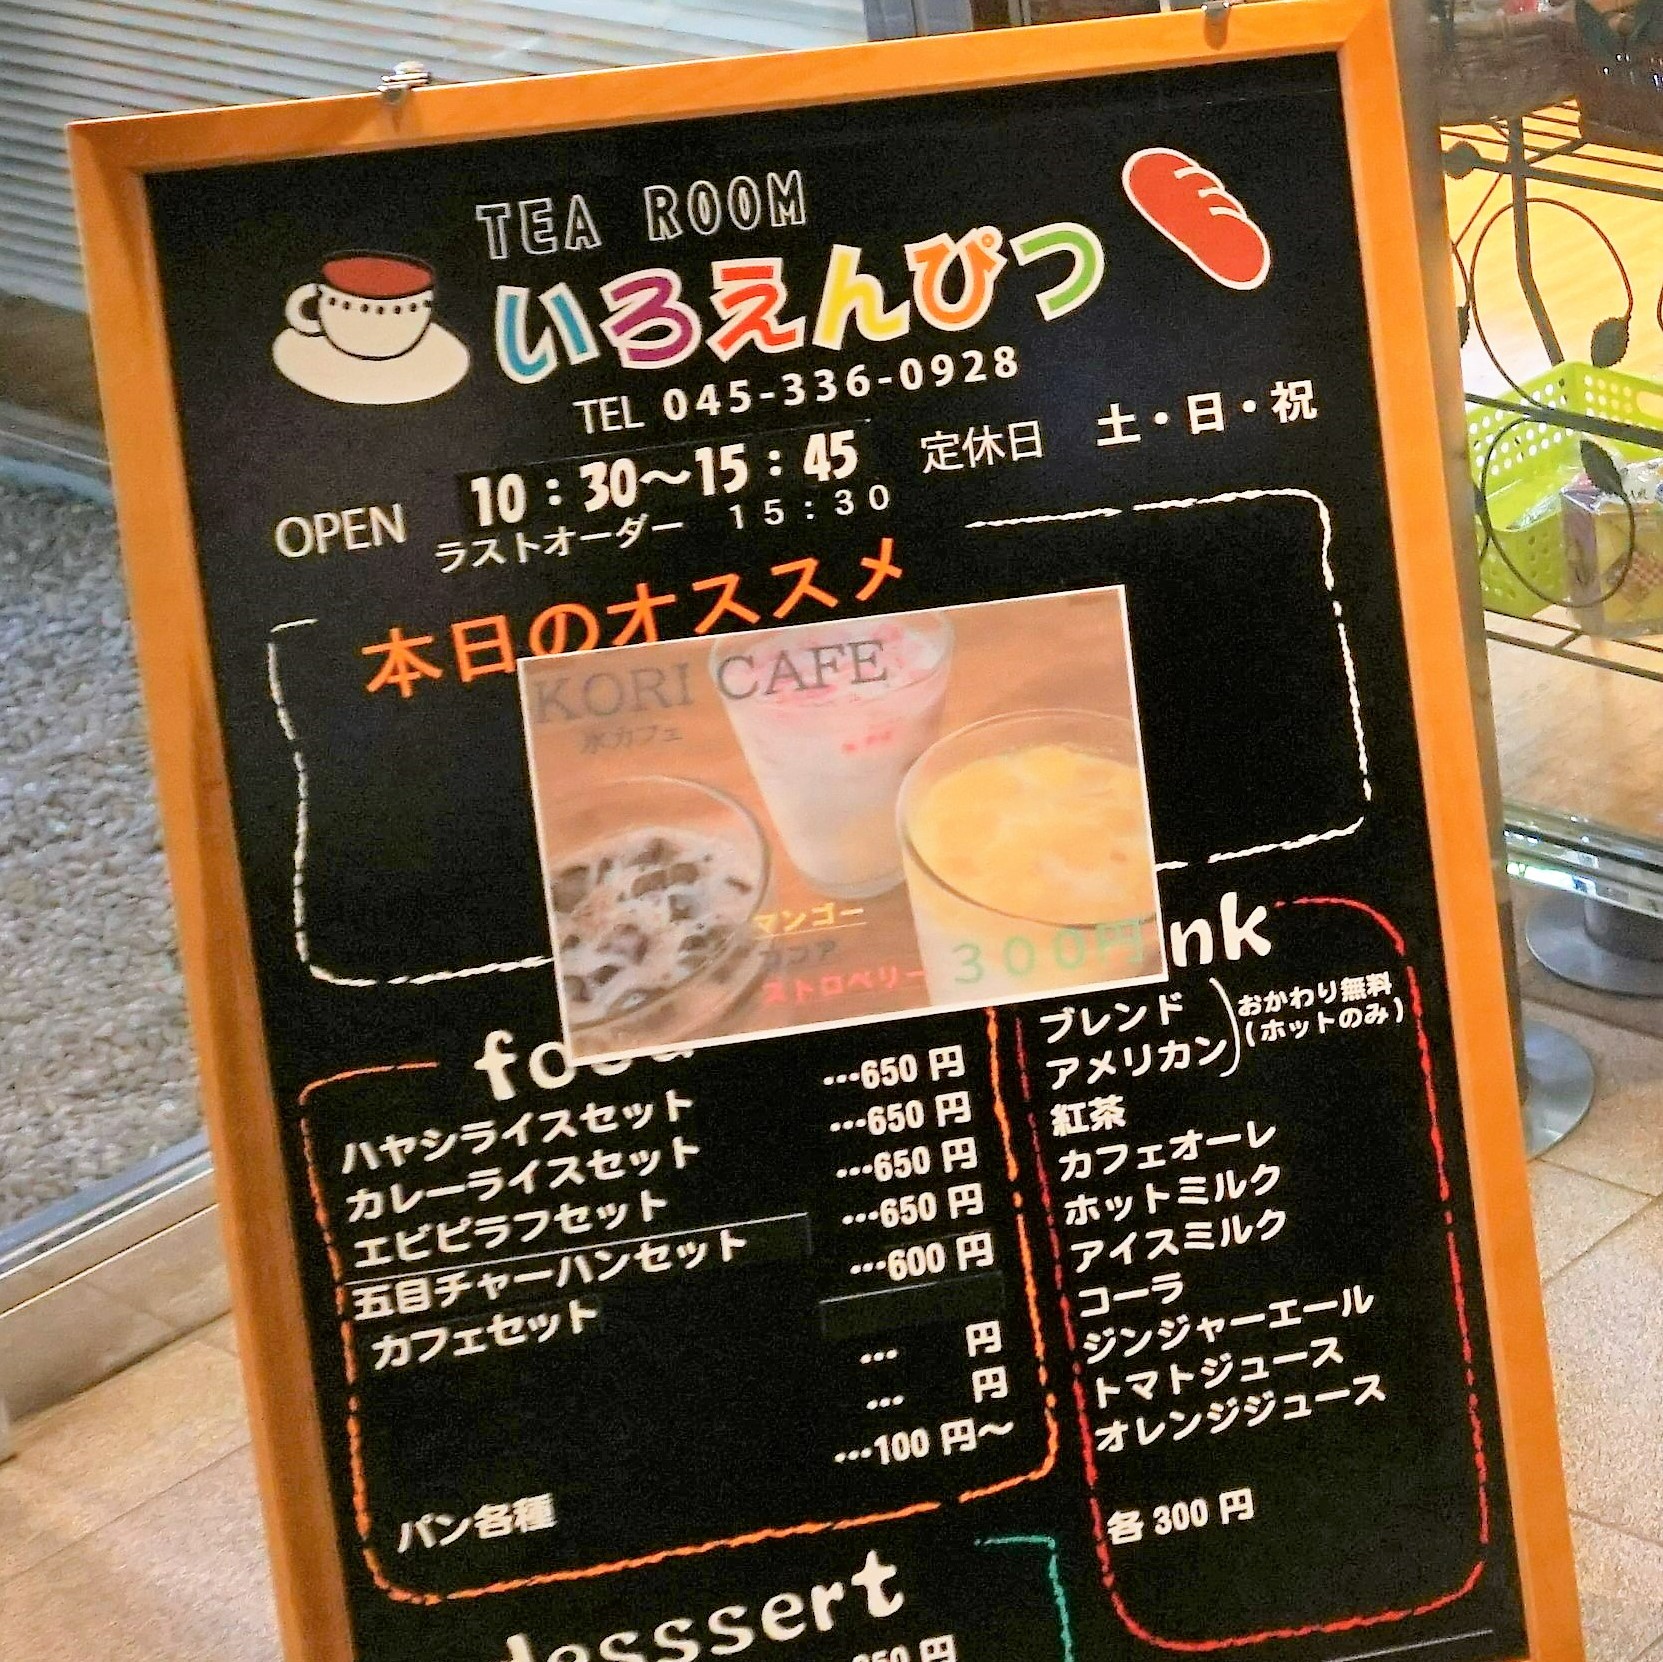 TEA ROOM
いろえんぴつ
TEL 045-336-0928
OPEN 10:30～15:45 定休日 土・日・祝
ラストオーダー 15:30
本日のオススメ
KORI CAFE
氷カフェ
マンゴー
ココア
ストロベリー
300円
food
ハヤシライスセット …650 円
カレーライスセット …650 円
エビピラフセット …650 円
五目チャーハンセット …650 円
カフェセット …600 円
… 円
… 円
パン各種 …100 円～
nk
ブレンド
アメリカン
おかわり無料
(ホットのみ)
紅茶
カフェオーレ
ホットミルク
アイスミルク
コーラ
ジンジャーエール
トマトジュース
オレンジジュース
各 300 円
desssert